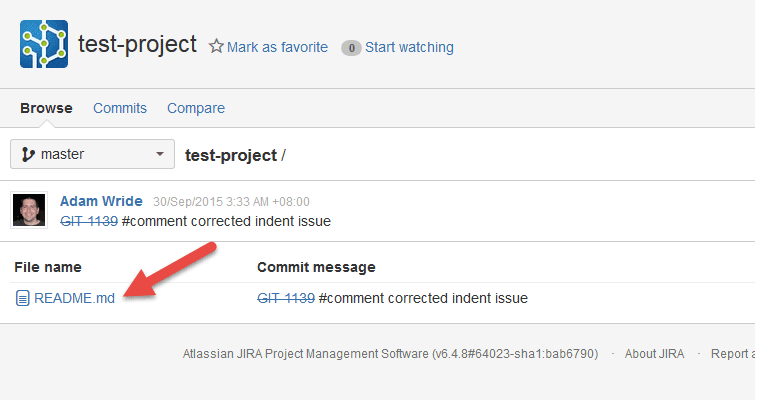 test-project Mark as favorite 0 Start watching
Browse Commits Compare
master test-project /
Adam Wride 30/Sep/2015 3:33 AM +08:00
GIT-1139 #comment corrected indent issue
File name Commit message
README.md GIT-1139 #comment corrected indent issue
Atlassian JIRA Project Management Software (v6.4.8#64023-sha1:bab6790) · About JIRA · Report a